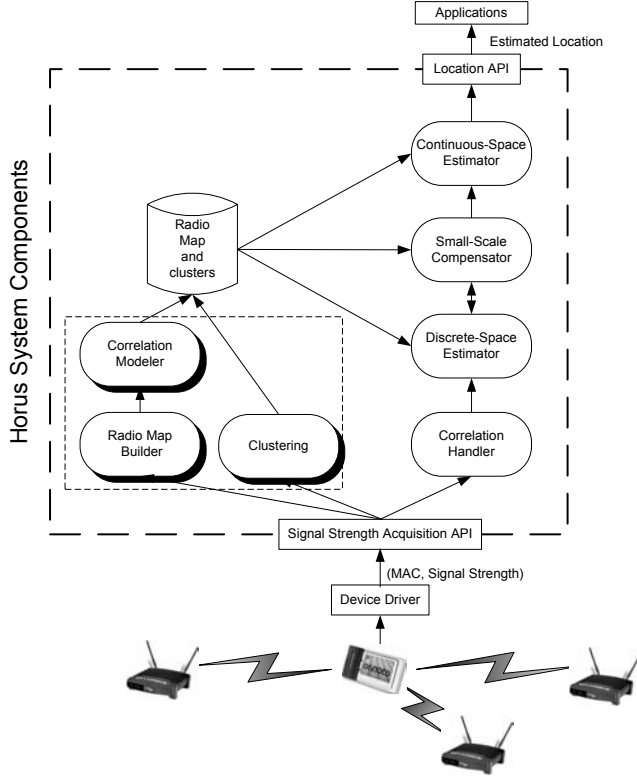 Applications
Estimated Location
Location API
Continuous-Space
Estimator
Radio
Map
and
clusters
Small-Scale
Compensator
Horus System Components
Correlation
Modeler
Discrete-Space
Estimator
Radio Map
Builder
Clustering
Correlation
Handler
Signal Strength Acquisition API
(MAC, Signal Strength)
Device Driver